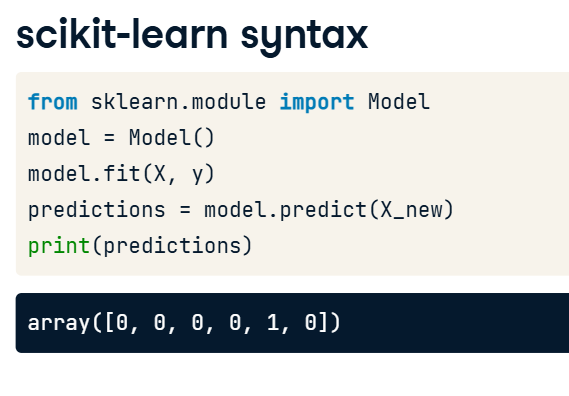 scikit-learn syntax
from sklearn.module import Model
model = Model()
model.fit(X, y)
predictions = model.predict(X_new)
print(predictions)
array([0, 0, 0, 0, 1, 0])